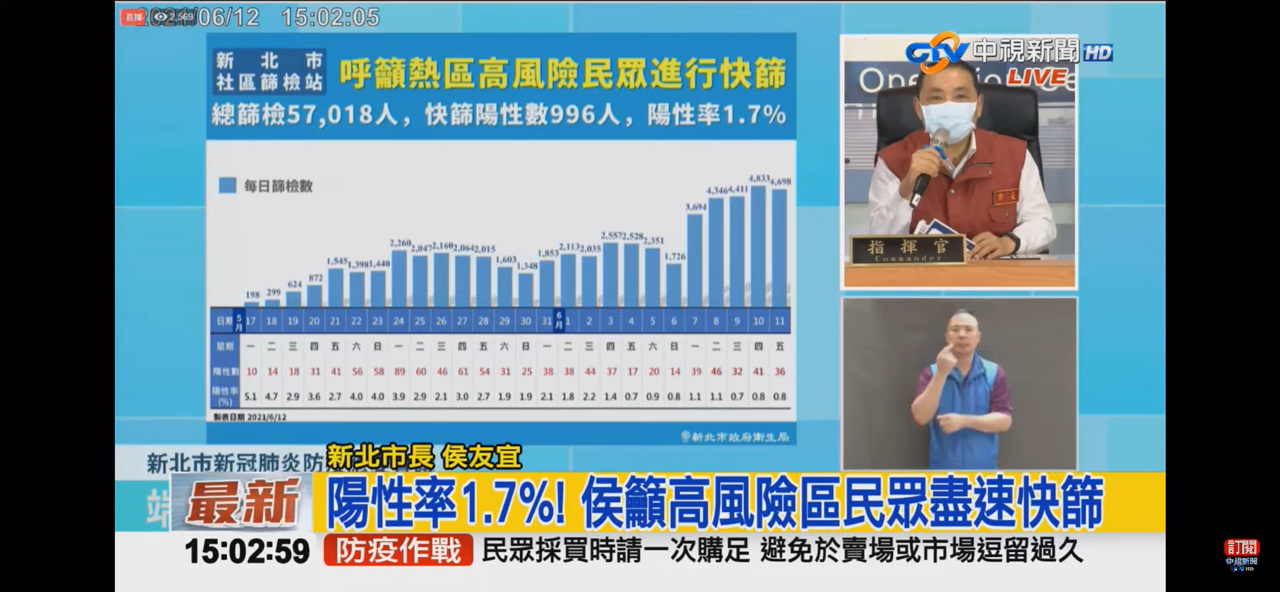 直播 2,569
06/12 15:02:05
新北市
社區篩檢站
呼籲熱區高風險民眾進行快篩
總篩檢57,018人，快篩陽性數996人，陽性率1.7%
每日篩檢數
198 299 624 872 1,545 1,398 1,440 2,260 2,047 2,160 2,064 2,015 1,603 1,348 1,853 2,113 2,035 2,557 2,528 2,351 1,726 3,694 4,346 4,411 4,833 4,698
日期 5月 17 18 19 20 21 22 23 24 25 26 27 28 29 30 31 6月 1 2 3 4 5 6 7 8 9 10 11
星期 一 二 三 四 五 六 日 一 二 三 四 五 六 日 一 二 三 四 五 六 日 一 二 三 四 五
陽性數 10 14 18 31 41 56 58 89 60 46 61 54 31 25 38 38 44 37 17 20 14 39 46 32 41 36
陽性率(%) 5.1 4.7 2.9 3.6 2.7 4.0 4.0 3.9 2.9 2.1 3.0 2.7 1.9 1.9 2.1 1.8 2.2 1.4 0.7 0.9 0.8 1.1 1.1 0.7 0.8 0.8
製表日期 2021/6/12
新北市政府衛生局
CTV 中視新聞 HD
LIVE
指揮官
Commander
新北市新冠肺炎防
新北市長 侯友宜
最新
陽性率1.7%! 侯籲高風險區民眾盡速快篩
15:02:59 防疫作戰 民眾採買時請一次購足 避免於賣場或市場逗留過久
訂閱
中視新聞
HD